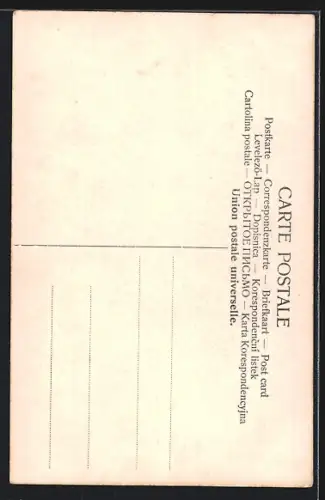 CARTE POSTALE
Postkarte — Correspondenzkarte — Briefkaart — Post card
Levelező-Lap — Dopisnica — Korespondenční lístek
Cartolina postale — ОТКРЫТОЕ ПИСЬМО — Karta Korespondencyjna
Union postale universelle.